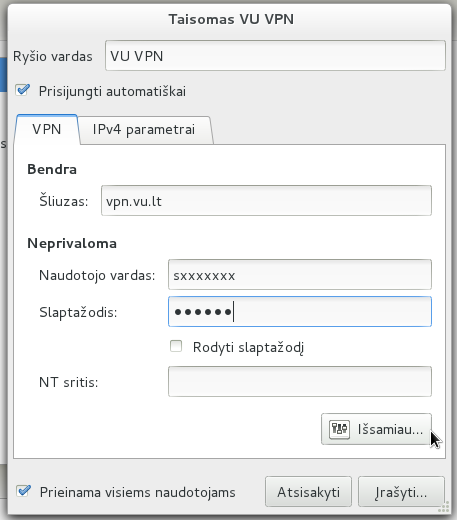 Taisomas VU VPN
Ryšio vardas VU VPN
Prisijungti automatiškai
VPN IPv4 parametrai
Bendra
Šliuzas: vpn.vu.lt
Neprivaloma
Naudotojo vardas: sxxxxxxx
Slaptažodis: ●●●●●●
Rodyti slaptažodį
NT sritis:
Išsamiau...
Prieinama visiems naudotojams Atsisakyti Įrašyti...